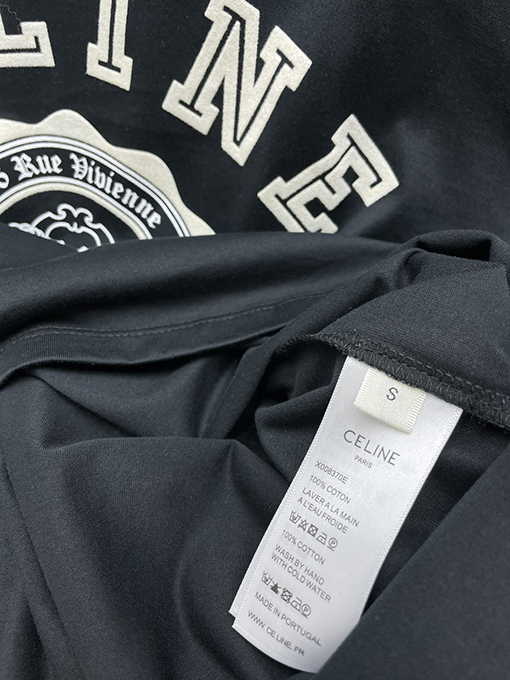 LINE
6 Rue Vivienne
S
CELINE
PARIS
X008370E
100% COTON
LAVER A LA MAIN
A L'EAU FROIDE
100% COTTON
WASH BY HAND
WITH COLD WATER
MADE IN PORTUGAL
WWW.CELINE.FR